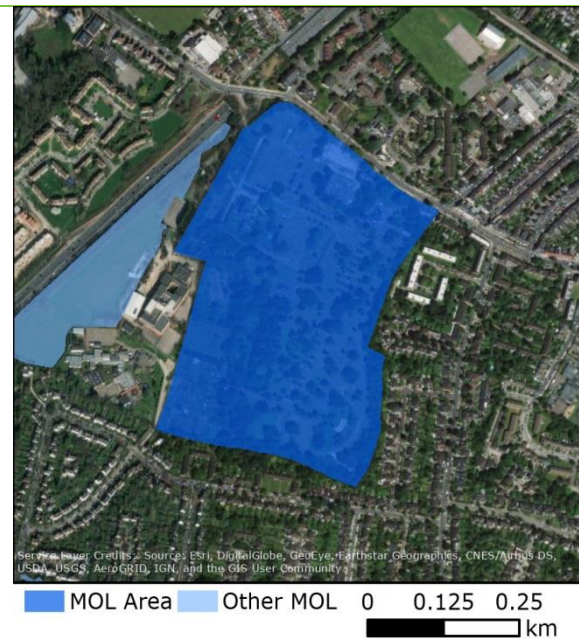 Service Layer Credits: Source: Esri, DigitalGlobe, GeoEye, Earthstar Geographics, CNES/Airbus DS,
USDA, USGS, AeroGRID, IGN, and the GIS User Community
MOL Area Other MOL 0 0.125 0.25
km